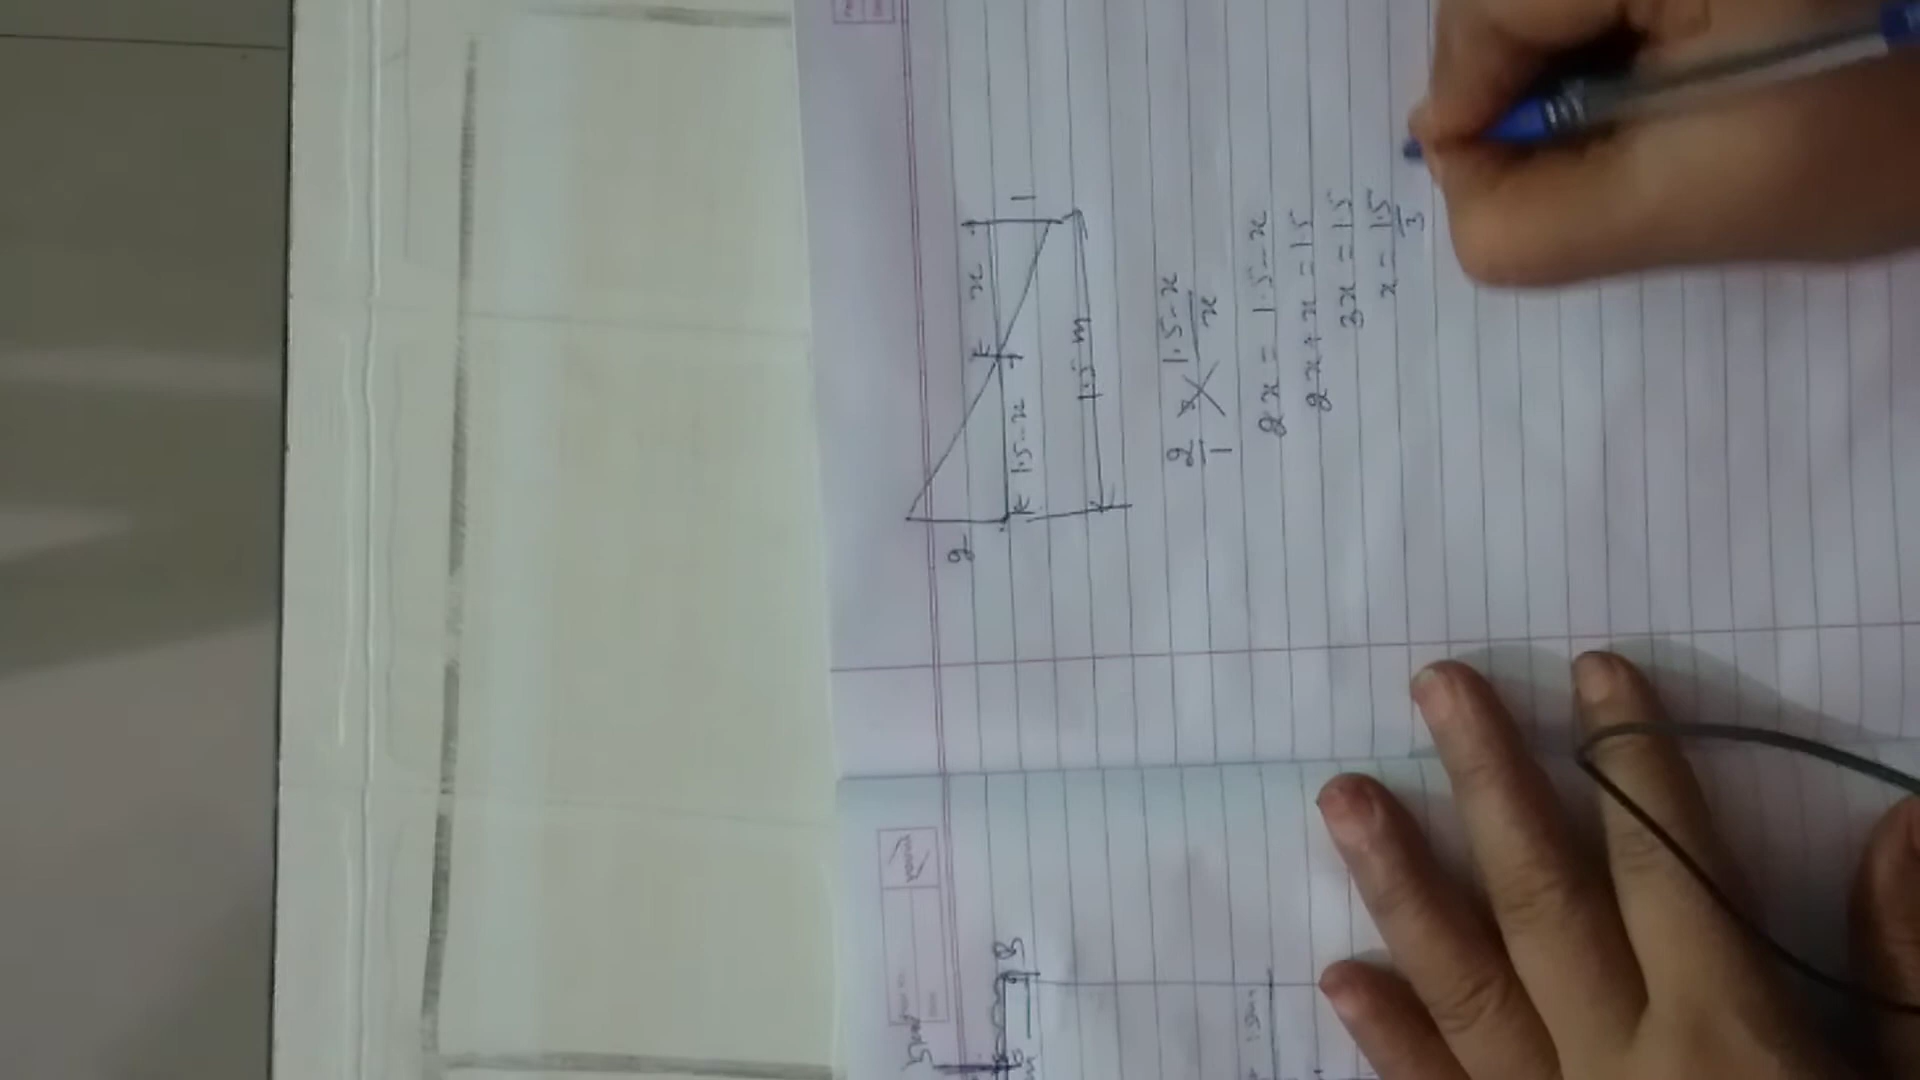 2
1.5-x
x
1
1.5 m
2/1 × 1.5-x/x
2x = 1.5-x
2x+x = 1.5
3x = 1.5
x = 1.5/3
B